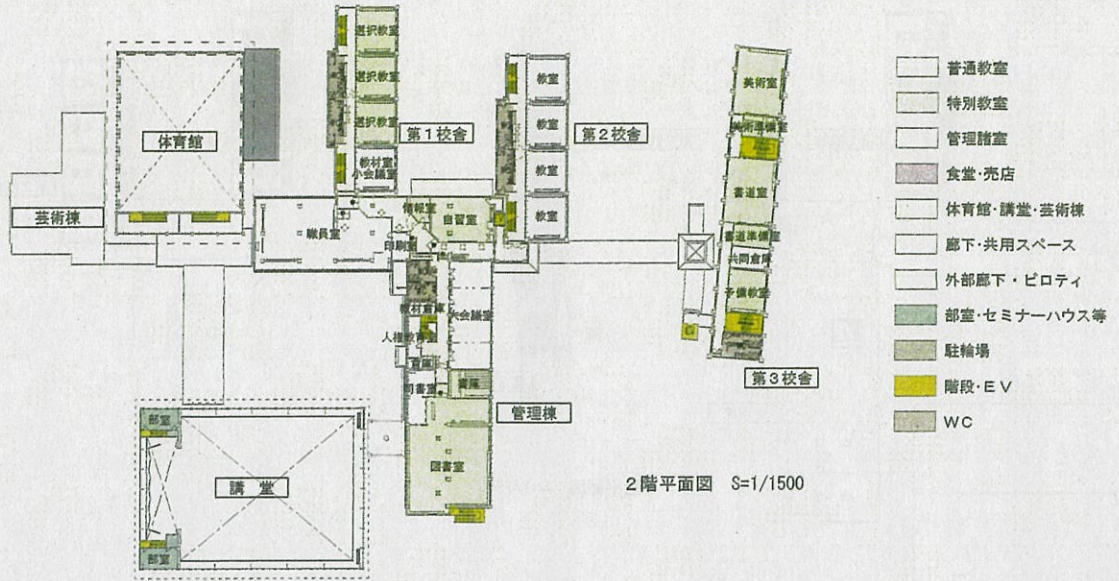 体育館
芸術棟
選択教室
選択教室
選択教室
教材室
小会議室
第1校舎
教室
教室
教室
教室
第2校舎
美術室
美術準備室
書道室
書道準備室
共同倉庫
予備教室
第3校舎
職員室
情報室
自習室
印刷室
教材倉庫
大会議室
人権教育室
倉庫
司書室
書庫
管理棟
図書室
部室
講 堂
部室
2階平面図 S=1/1500
普通教室
特別教室
管理諸室
食堂・売店
体育館・講堂・芸術棟
廊下・共用スペース
外部廊下・ピロティ
部室・セミナーハウス等
駐輪場
階段・EV
WC